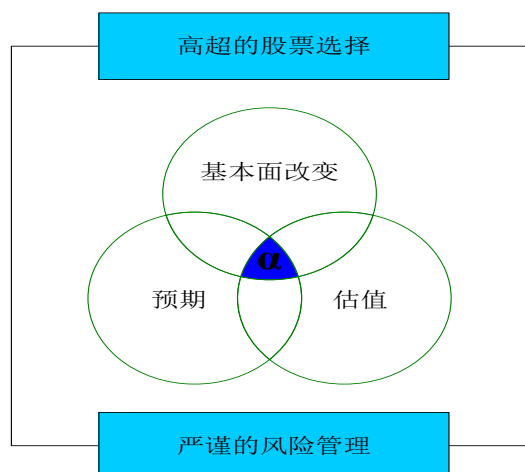 高超的股票选择
基本面改变
α
预期
估值
严谨的风险管理